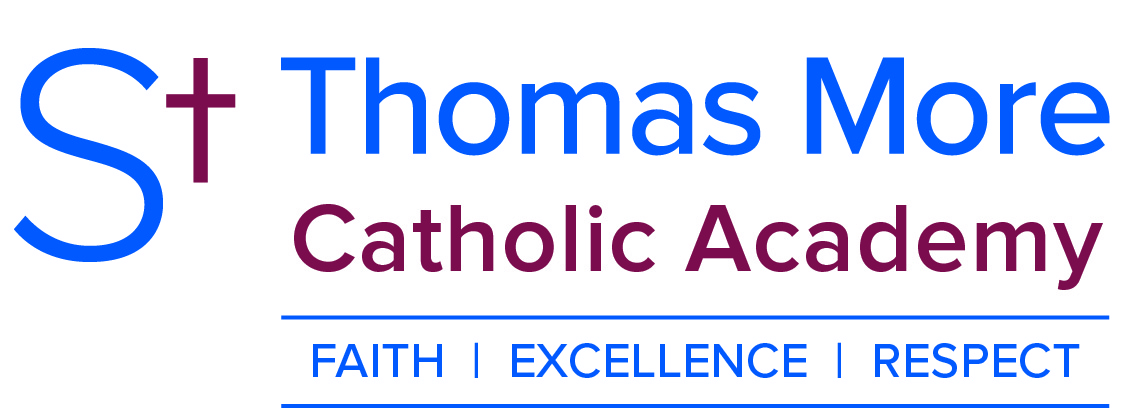 St Thomas More
Catholic Academy
FAITH | EXCELLENCE | RESPECT